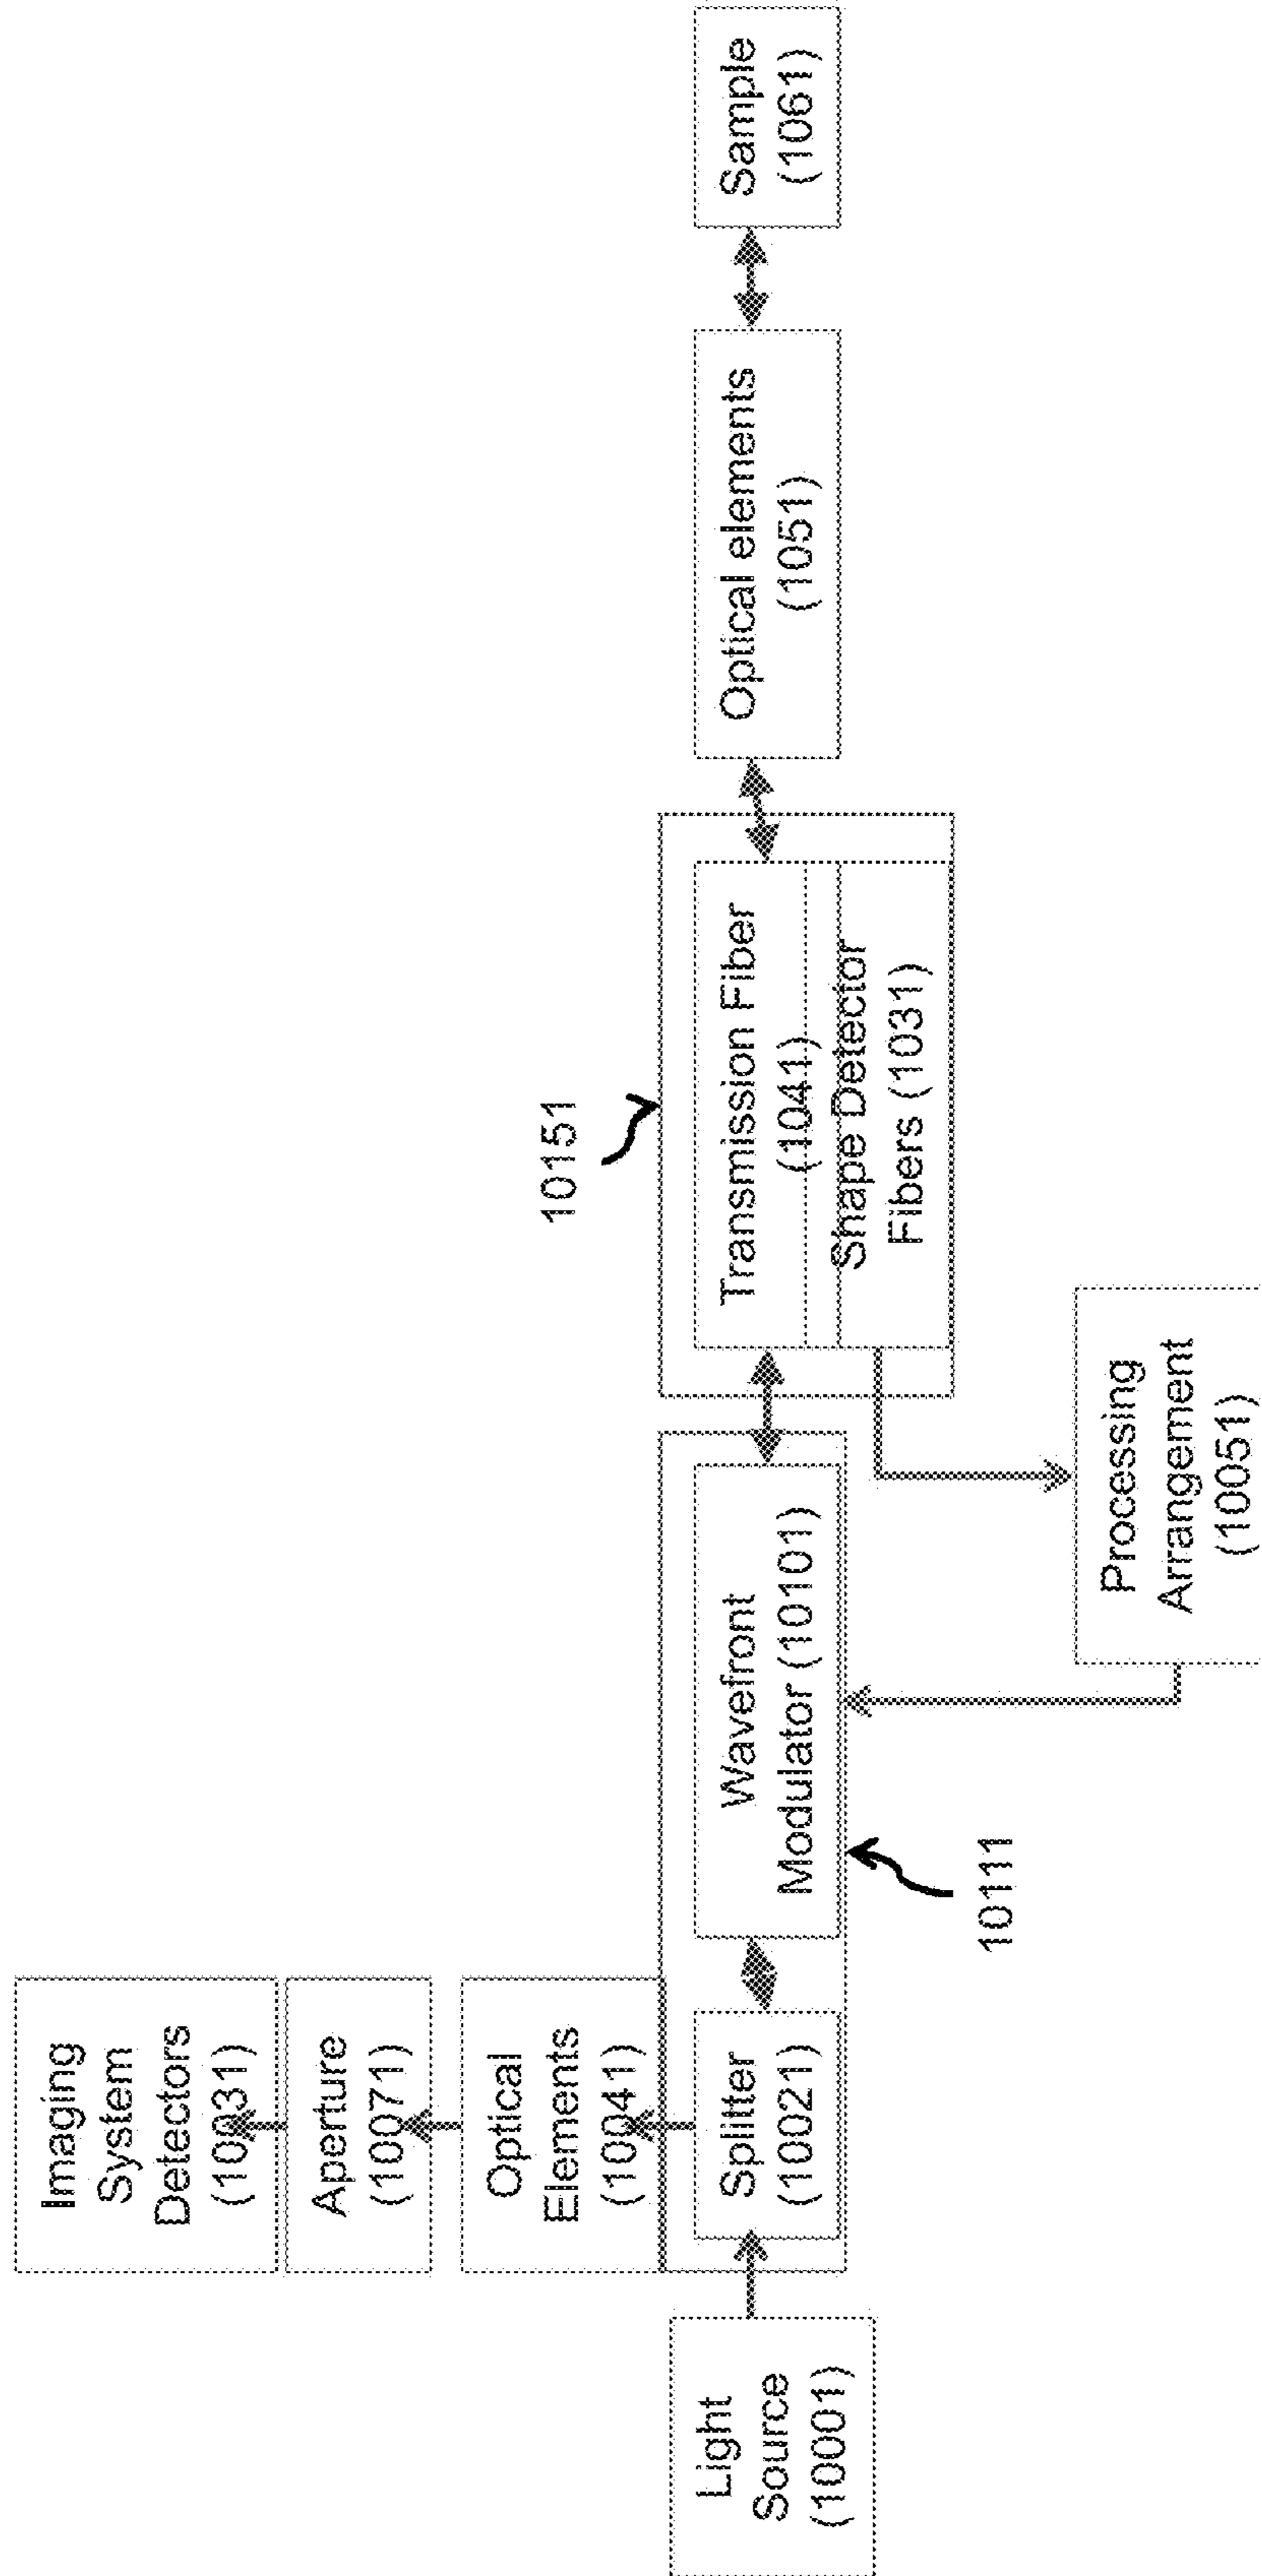 Imaging
System
Detectors
(10031)
Aperture
(10071)
Optical
Elements
(10041)
Light
Source
(10001)
Splitter
(10021)
Wavefront
Modulator (10101)
10111
10151
Transmission Fiber
(1041)
Shape Detector
Fibers (1031)
Processing
Arrangement
(10051)
Optical elements
(1051)
Sample
(1061)